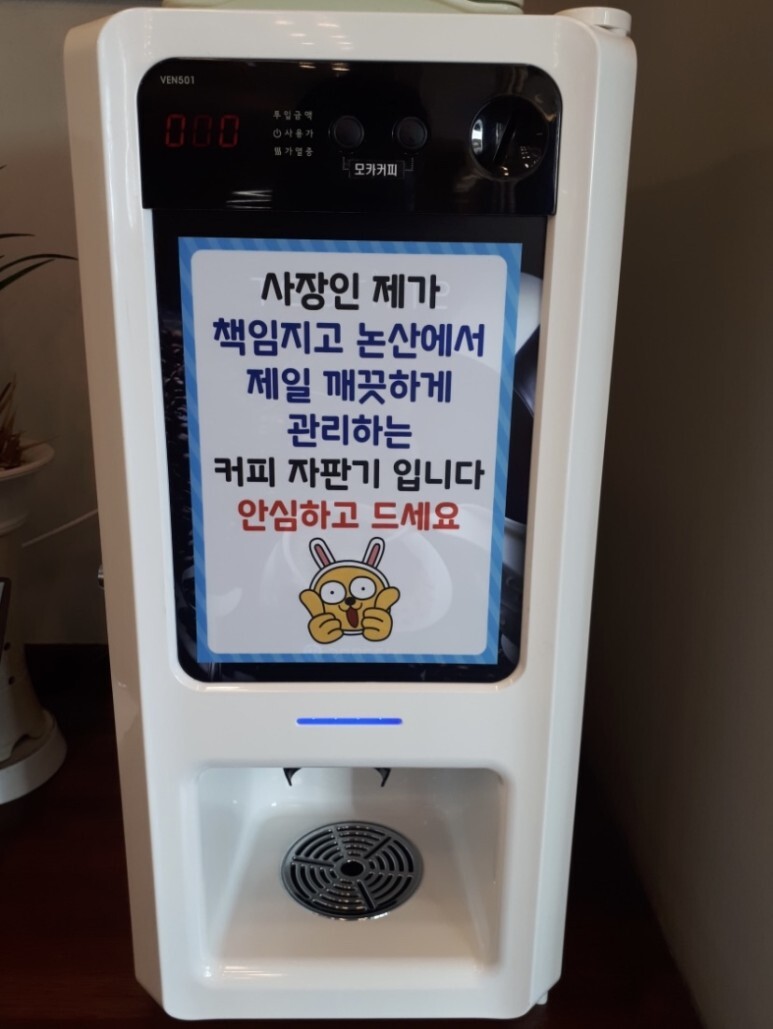 VEN501
000
투입금액
사용가
가열중
모카커피
사장인 제가
책임지고 논산에서
제일 깨끗하게
관리하는
커피 자판기 입니다
안심하고 드세요